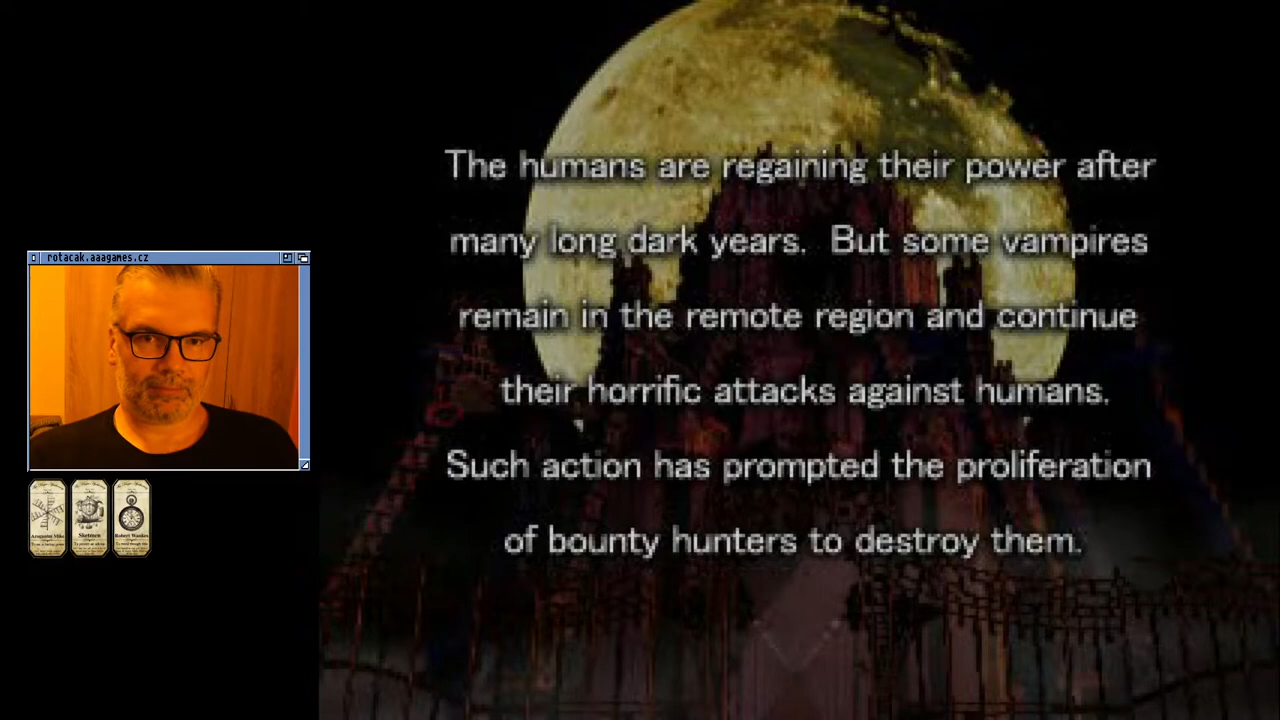 rotacak.aaagames.cz
The humans are regaining their power after
many long dark years. But some vampires
remain in the remote region and continue
their horrific attacks against humans.
Such action has prompted the proliferation
of bounty hunters to destroy them.
Sketmen